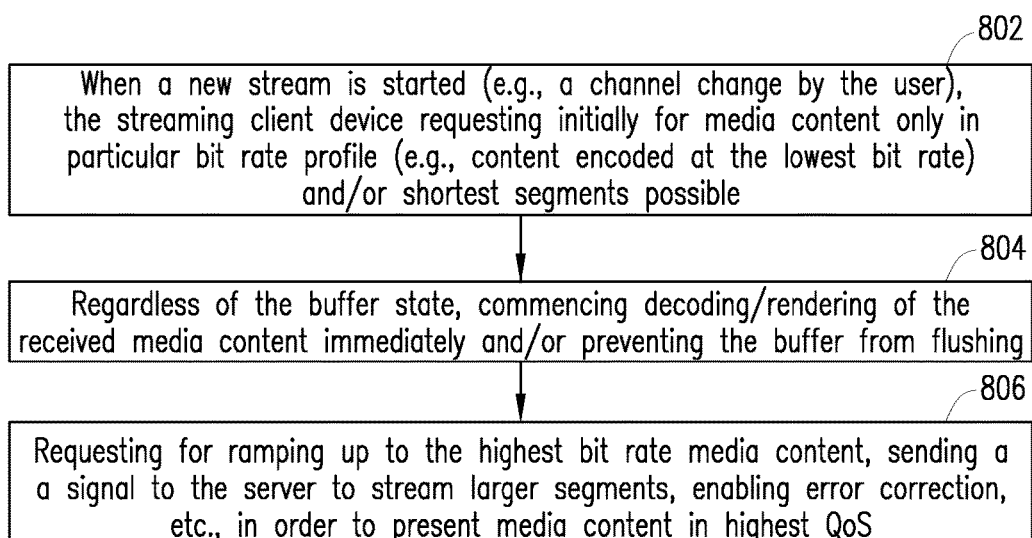 802
When a new stream is started (e.g., a channel change by the user),
the streaming client device requesting initially for media content only in
particular bit rate profile (e.g., content encoded at the lowest bit rate)
and/or shortest segments possible
804
Regardless of the buffer state, commencing decoding/rendering of the
received media content immediately and/or preventing the buffer from flushing
806
Requesting for ramping up to the highest bit rate media content, sending a
a signal to the server to stream larger segments, enabling error correction,
etc., in order to present media content in highest QoS